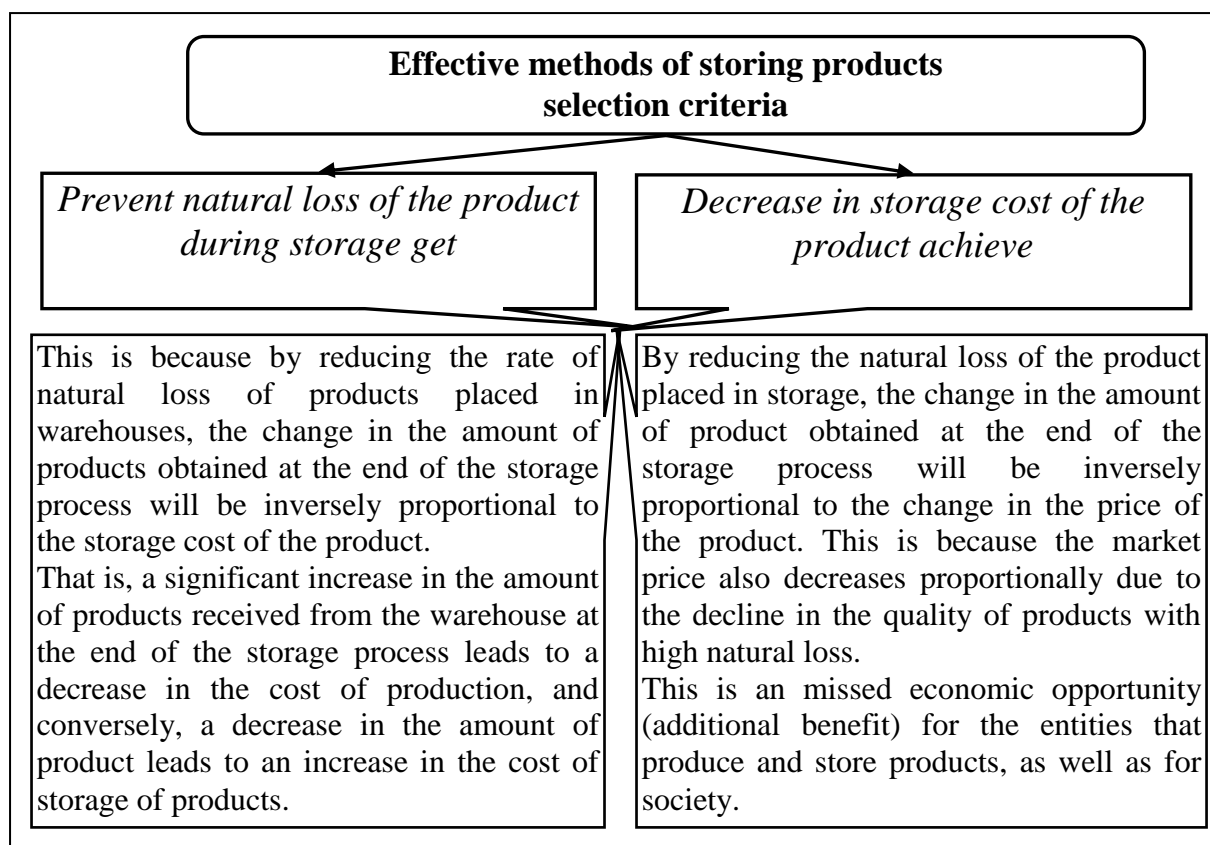 Effective methods of storing products
selection criteria
Prevent natural loss of the product
during storage get
Decrease in storage cost of the
product achieve
This is because by reducing the rate of
natural loss of products placed in
warehouses, the change in the amount of
products obtained at the end of the storage
process will be inversely proportional to
the storage cost of the product.
That is, a significant increase in the amount
of products received from the warehouse at
the end of the storage process leads to a
decrease in the cost of production, and
conversely, a decrease in the amount of
product leads to an increase in the cost of
storage of products.
By reducing the natural loss of the product
placed in storage, the change in the amount
of product obtained at the end of the
storage process will be inversely
proportional to the change in the price of
the product. This is because the market
price also decreases proportionally due to
the decline in the quality of products with
high natural loss.
This is an missed economic opportunity
(additional benefit) for the entities that
produce and store products, as well as for
society.